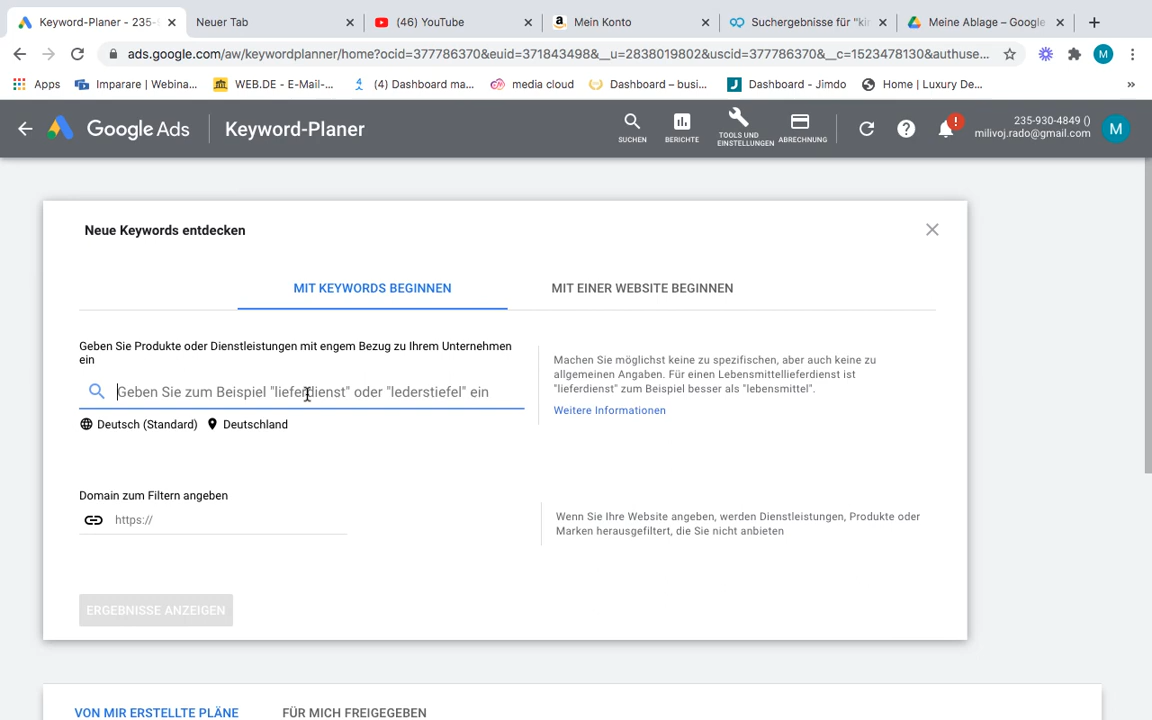 Keyword-Planer - 235-9
Neuer Tab
(46) YouTube
Mein Konto
Suchergebnisse für "kin
Meine Ablage – Google
ads.google.com/aw/keywordplanner/home?ocid=377786370&euid=371843498&__u=2838019802&uscid=377786370&__c=1523478130&authuse...
M
Apps
Imparare | Webina...
WEB.DE - E-Mail-...
(4) Dashboard ma...
media cloud
Dashboard – busi...
Dashboard - Jimdo
Home | Luxury De...
»
Google Ads
Keyword-Planer
SUCHEN
BERICHTE
TOOLS UND
EINSTELLUNGEN
ABRECHNUNG
!
235-930-4849 ()
milivoj.rado@gmail.com
M
Neue Keywords entdecken
MIT KEYWORDS BEGINNEN
MIT EINER WEBSITE BEGINNEN
Geben Sie Produkte oder Dienstleistungen mit engem Bezug zu Ihrem Unternehmen
ein
Geben Sie zum Beispiel "lieferdienst" oder "lederstiefel" ein
Deutsch (Standard)
Deutschland
Machen Sie möglichst keine zu spezifischen, aber auch keine zu
allgemeinen Angaben. Für einen Lebensmittellieferdienst ist
"lieferdienst" zum Beispiel besser als "lebensmittel".
Weitere Informationen
Domain zum Filtern angeben
https://
Wenn Sie Ihre Website angeben, werden Dienstleistungen, Produkte oder
Marken herausgefiltert, die Sie nicht anbieten
ERGEBNISSE ANZEIGEN
VON MIR ERSTELLTE PLÄNE
FÜR MICH FREIGEGEBEN